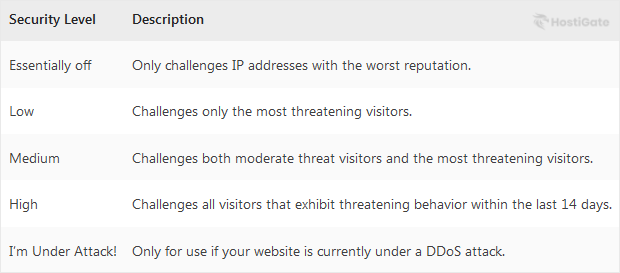 Security Level Description HostiGate
Essentially off Only challenges IP addresses with the worst reputation.
Low Challenges only the most threatening visitors.
Medium Challenges both moderate threat visitors and the most threatening visitors.
High Challenges all visitors that exhibit threatening behavior within the last 14 days.
I'm Under Attack! Only for use if your website is currently under a DDoS attack.